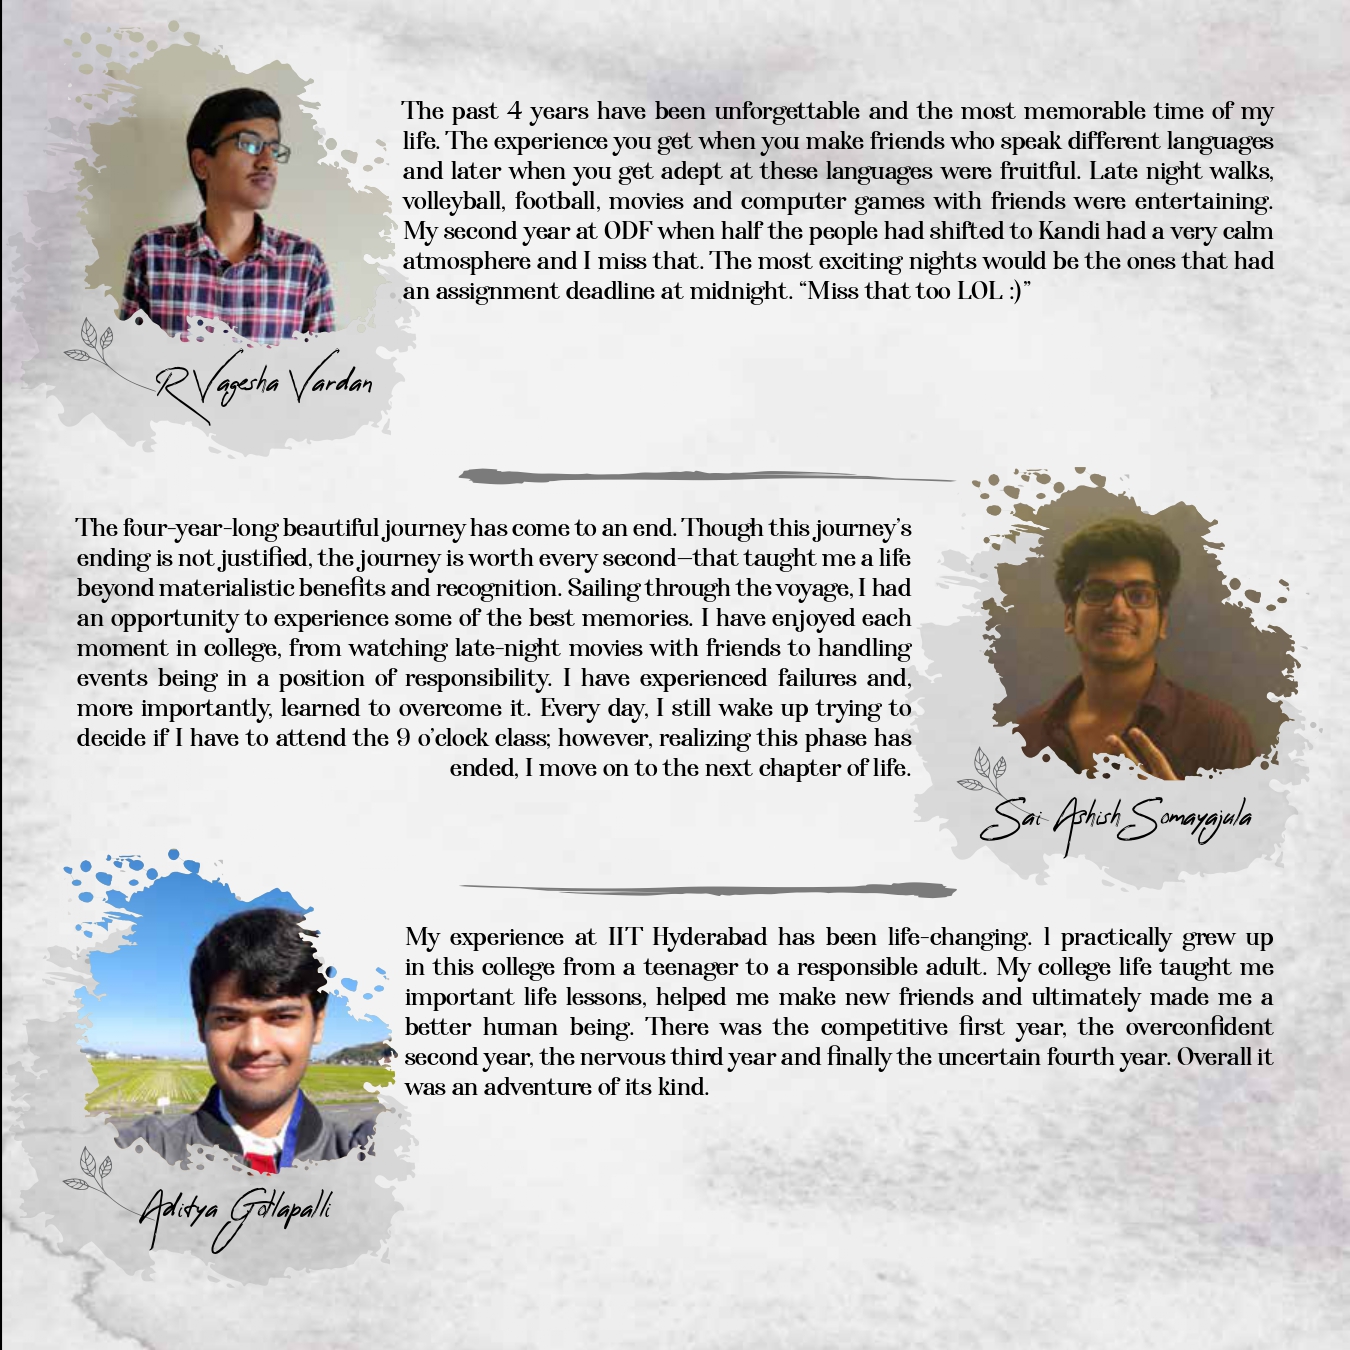 The past 4 years have been unforgettable and the most memorable time of my
life. The experience you get when you make friends who speak different languages
and later when you get adept at these languages were fruitful. Late night walks,
volleyball, football, movies and computer games with friends were entertaining.
My second year at ODF when half the people had shifted to Kandi had a very calm
atmosphere and I miss that. The most exciting nights would be the ones that had
an assignment deadline at midnight. “Miss that too LOL :)”
R Vagesha Vardan
The four-year-long beautiful journey has come to an end. Though this journey’s
ending is not justified, the journey is worth every second—that taught me a life
beyond materialistic benefits and recognition. Sailing through the voyage, I had
an opportunity to experience some of the best memories. I have enjoyed each
moment in college, from watching late-night movies with friends to handling
events being in a position of responsibility. I have experienced failures and,
more importantly, learned to overcome it. Every day, I still wake up trying to
decide if I have to attend the 9 o’clock class; however, realizing this phase has
ended, I move on to the next chapter of life.
Sai Ashish Somayajula
My experience at IIT Hyderabad has been life-changing. I practically grew up
in this college from a teenager to a responsible adult. My college life taught me
important life lessons, helped me make new friends and ultimately made me a
better human being. There was the competitive first year, the overconfident
second year, the nervous third year and finally the uncertain fourth year. Overall it
was an adventure of its kind.
Aditya Gollapalli